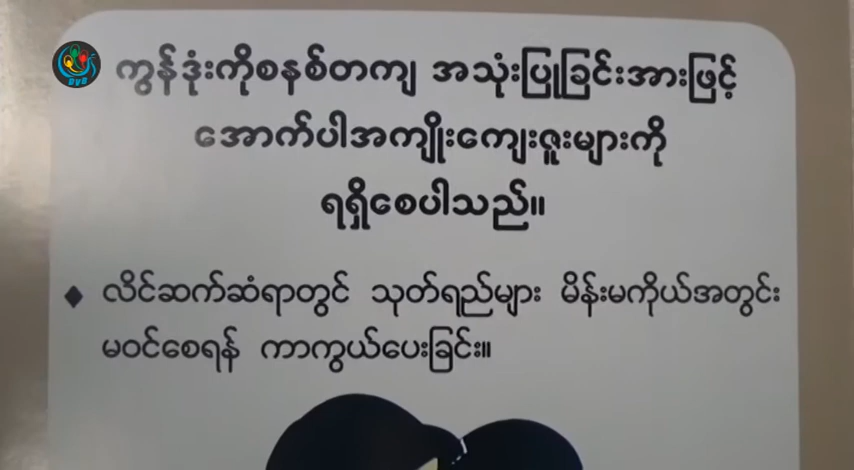 ကွန်ဒုံးကိုစနစ်တကျ အသုံးပြုခြင်းအားဖြင့်
အောက်ပါအကျိုးကျေးဇူးများကို
ရရှိစေပါသည်။
◆ လိင်ဆက်ဆံရာတွင် သုတ်ရည်များ မိန်းမကိုယ်အတွင်း
မဝင်စေရန် ကာကွယ်ပေးခြင်း။